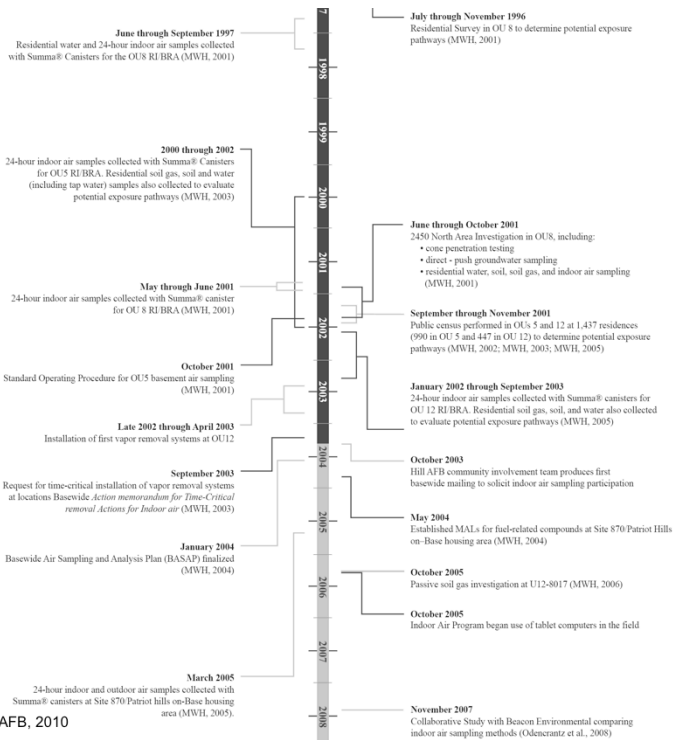 June through September 1997
Residential water and 24-hour indoor air samples collected
with Summa® Canisters for the OU8 RI/BRA (MWH, 2001)
2000 through 2002
24-hour indoor air samples collected with Summa® Canisters
for OU5 RI/BRA. Residential soil gas, soil and water
(including tap water) samples also collected to evaluate
potential exposure pathways (MWH, 2003)
May through June 2001
24-hour indoor air samples collected with Summa® canister
for OU 8 RI/BRA (MWH, 2001)
October 2001
Standard Operating Procedure for OU5 basement air sampling
(MWH, 2001)
Late 2002 through April 2003
Installation of first vapor removal systems at OU12
September 2003
Request for time-critical installation of vapor removal systems
at locations Basewide Action memorandum for Time-Critical
removal Actions for Indoor air (MWH, 2003)
January 2004
Basewide Air Sampling and Analysis Plan (BASAP) finalized
(MWH, 2004)
March 2005
24-hour indoor and outdoor air samples collected with
Summa® canisters at Site 870/Patriot hills on-Base housing
area (MWH, 2005).
AFB, 2010
7
1998
1999
2000
2001
2002
2003
2004
2005
2006
2007
2008
July through November 1996
Residential Survey in OU 8 to determine potential exposure
pathways (MWH, 2001)
June through October 2001
2450 North Area Investigation in OU8, including:
• cone penetration testing
• direct - push groundwater sampling
• residential water, soil, soil gas, and indoor air sampling
(MWH, 2001)
September through November 2001
Public census performed in OUs 5 and 12 at 1,437 residences
(990 in OU 5 and 447 in OU 12) to determine potential exposure
pathways (MWH, 2002; MWH, 2003; MWH, 2005)
January 2002 through September 2003
24-hour indoor air samples collected with Summa® canisters for
OU 12 RI/BRA. Residential soil gas, soil, and water also collected
to evaluate potential exposure pathways (MWH, 2005)
October 2003
Hill AFB community involvement team produces first
basewide mailing to solicit indoor air sampling participation
May 2004
Established MALs for fuel-related compounds at Site 870/Patriot Hills
on-Base housing area (MWH, 2004)
October 2005
Passive soil gas investigation at U12-8017 (MWH, 2006)
October 2005
Indoor Air Program began use of tablet computers in the field
November 2007
Collaborative Study with Beacon Environmental comparing
indoor air sampling methods (Odencrantz et al., 2008)